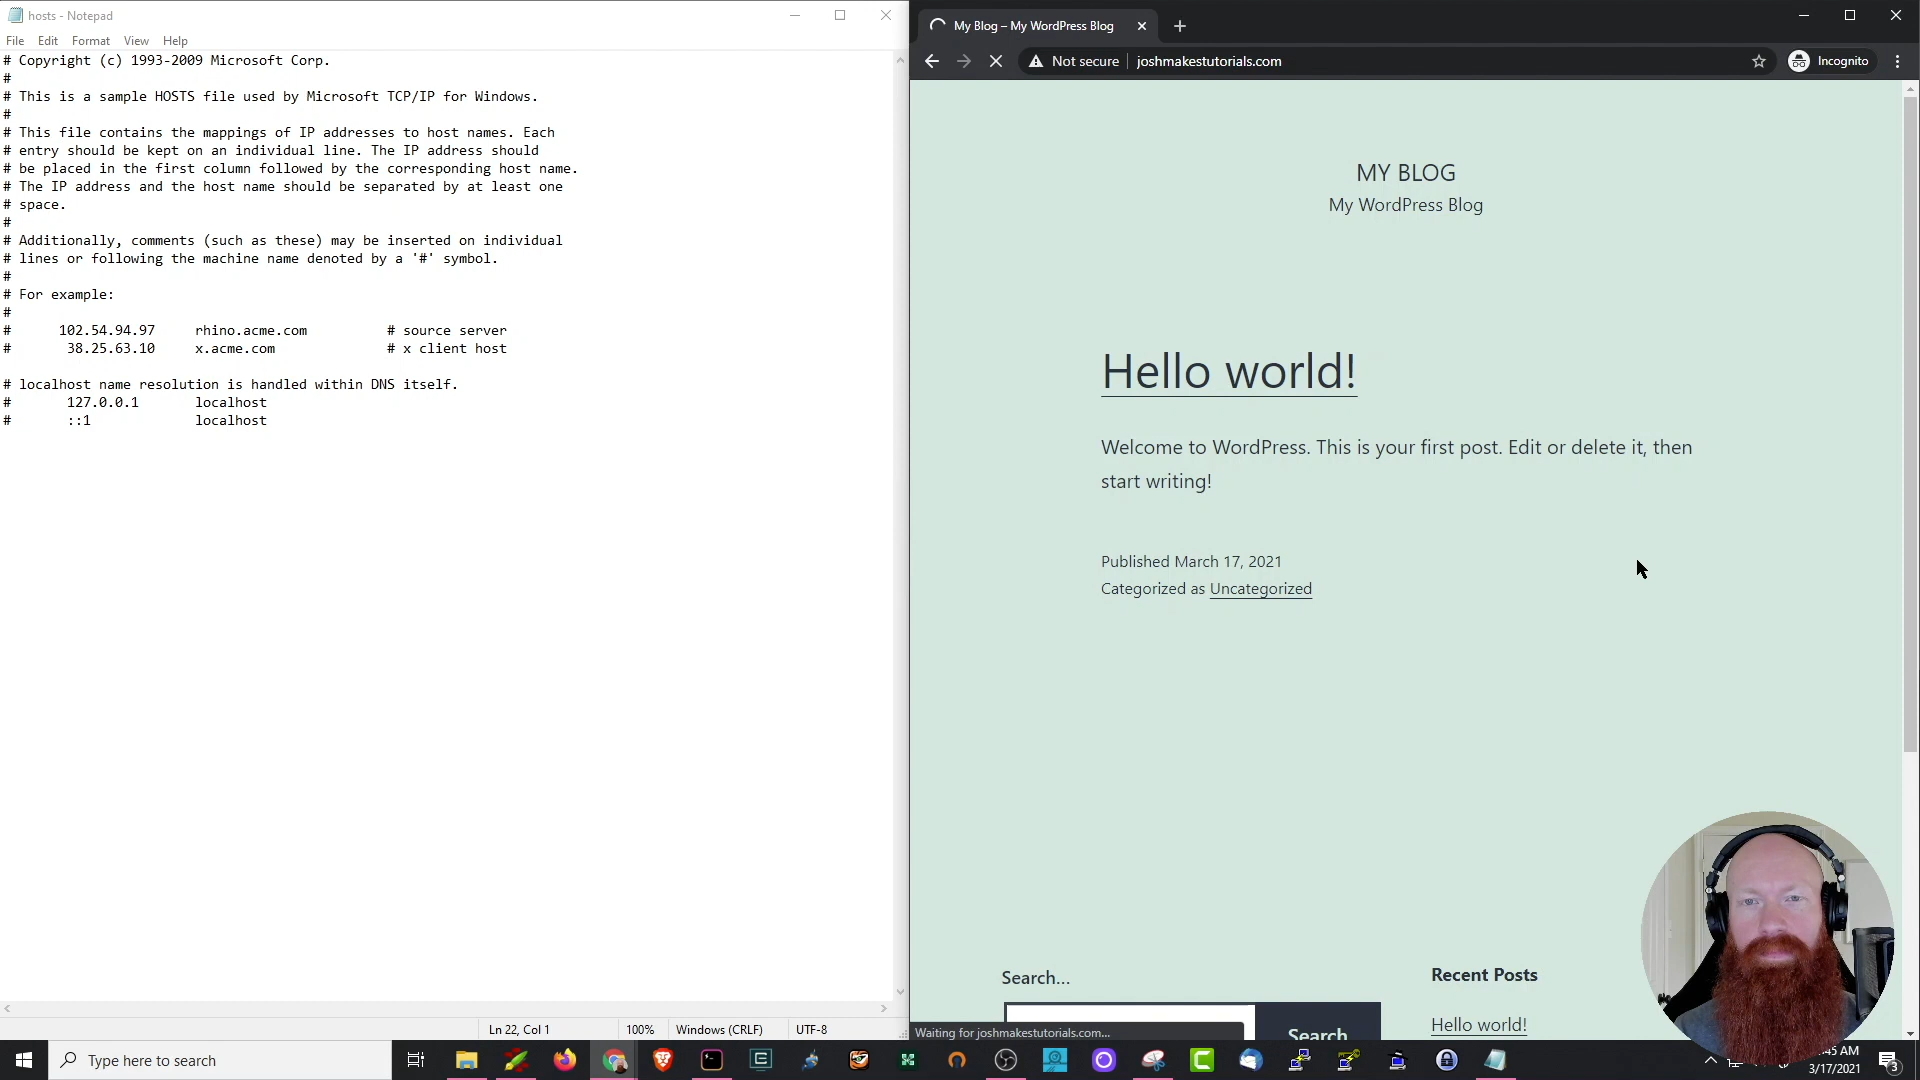 hosts - Notepad
File Edit Format View Help
# Copyright (c) 1993-2009 Microsoft Corp.
#
# This is a sample HOSTS file used by Microsoft TCP/IP for Windows.
#
# This file contains the mappings of IP addresses to host names. Each
# entry should be kept on an individual line. The IP address should
# be placed in the first column followed by the corresponding host name.
# The IP address and the host name should be separated by at least one
# space.
#
# Additionally, comments (such as these) may be inserted on individual
# lines or following the machine name denoted by a '#' symbol.
#
# For example:
#
# 102.54.94.97 rhino.acme.com # source server
# 38.25.63.10 x.acme.com # x client host
# localhost name resolution is handled within DNS itself.
# 127.0.0.1 localhost
# ::1 localhost
Ln 22, Col 1 100% Windows (CRLF) UTF-8
My Blog – My WordPress Blog
Not secure joshmakestutorials.com Incognito
MY BLOG
My WordPress Blog
Hello world!
Welcome to WordPress. This is your first post. Edit or delete it, then
start writing!
Published March 17, 2021
Categorized as Uncategorized
Search...
Search
Recent Posts
Hello world!
Waiting for joshmakestutorials.com...
Type here to search
:45 AM
3/17/2021
3